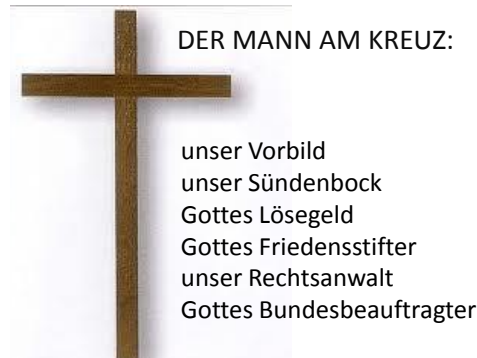 DER MANN AM KREUZ:
unser Vorbild
unser Sündenbock
Gottes Lösegeld
Gottes Friedensstifter
unser Rechtsanwalt
Gottes Bundesbeauftragter